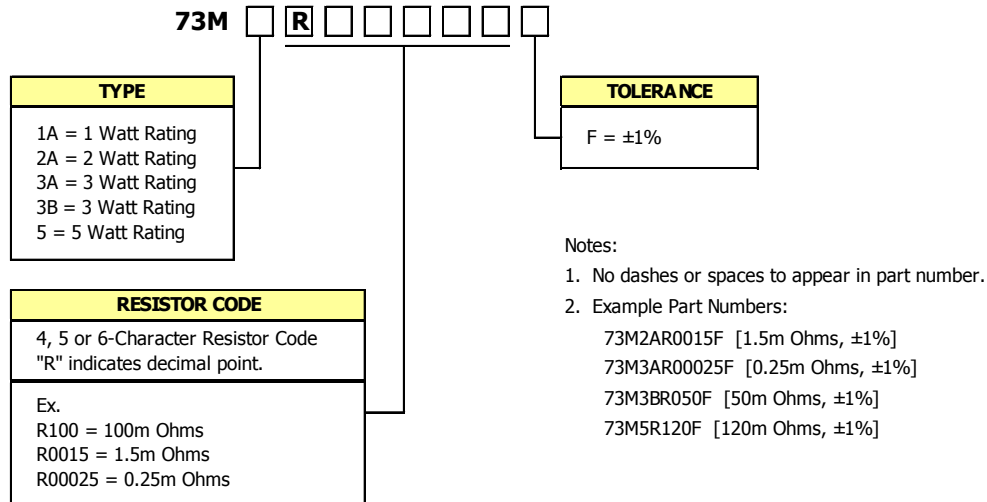 73M R
TYPE
1A = 1 Watt Rating
2A = 2 Watt Rating
3A = 3 Watt Rating
3B = 3 Watt Rating
5 = 5 Watt Rating
TOLERANCE
F = ±1%
RESISTOR CODE
4, 5 or 6-Character Resistor Code
"R" indicates decimal point.
Ex.
R100 = 100m Ohms
R0015 = 1.5m Ohms
R00025 = 0.25m Ohms
Notes:
1. No dashes or spaces to appear in part number.
2. Example Part Numbers:
73M2AR0015F [1.5m Ohms, ±1%]
73M3AR00025F [0.25m Ohms, ±1%]
73M3BR050F [50m Ohms, ±1%]
73M5R120F [120m Ohms, ±1%]